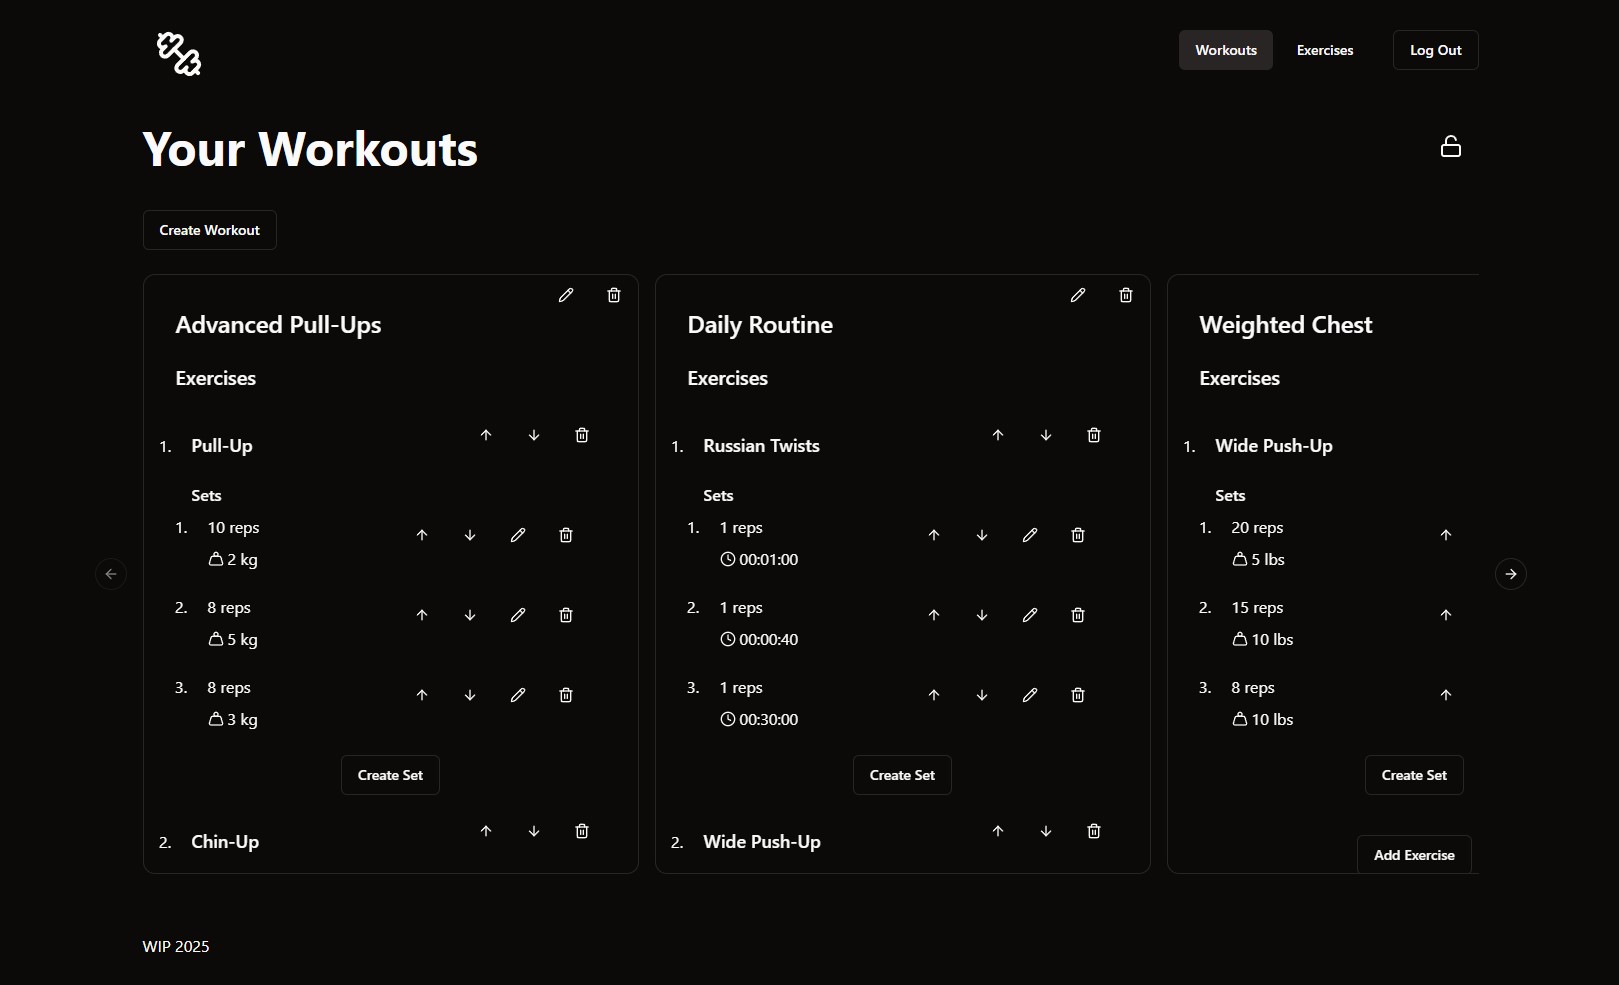 Workouts Exercises Log Out
Your Workouts
Create Workout
Advanced Pull-Ups
Exercises
1. Pull-Up
Sets
1. 10 reps
2 kg
2. 8 reps
5 kg
3. 8 reps
3 kg
Create Set
2. Chin-Up
Daily Routine
Exercises
1. Russian Twists
Sets
1. 1 reps
00:01:00
2. 1 reps
00:00:40
3. 1 reps
00:30:00
Create Set
2. Wide Push-Up
Weighted Chest
Exercises
1. Wide Push-Up
Sets
1. 20 reps
5 lbs
2. 15 reps
10 lbs
3. 8 reps
10 lbs
Create Set
Add Exercise
WIP 2025